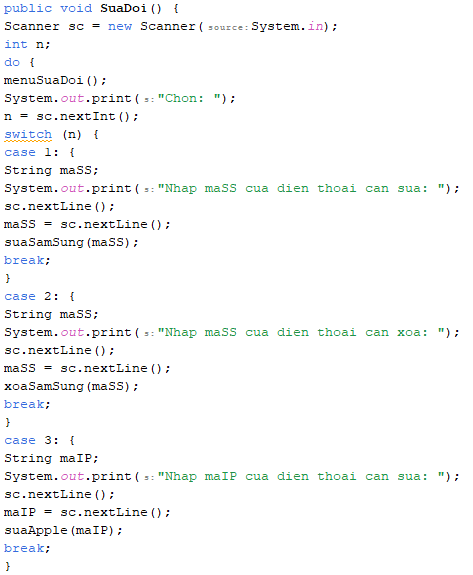 public void SuaDoi() {
Scanner sc = new Scanner( source: System.in);
int n;
do {
menuSuaDoi();
System.out.print( s: "Chon: ");
n = sc.nextInt();
switch (n) {
case 1: {
String maSS;
System.out.print( s: "Nhap maSS cua dien thoai can sua: ");
sc.nextLine();
maSS = sc.nextLine();
suaSamSung(maSS);
break;
}
case 2: {
String maSS;
System.out.print( s: "Nhap maSS cua dien thoai can xoa: ");
sc.nextLine();
maSS = sc.nextLine();
xoaSamSung(maSS);
break;
}
case 3: {
String maIP;
System.out.print( s: "Nhap maIP cua dien thoai can sua: ");
sc.nextLine();
maIP = sc.nextLine();
suaApple(maIP);
break;
}